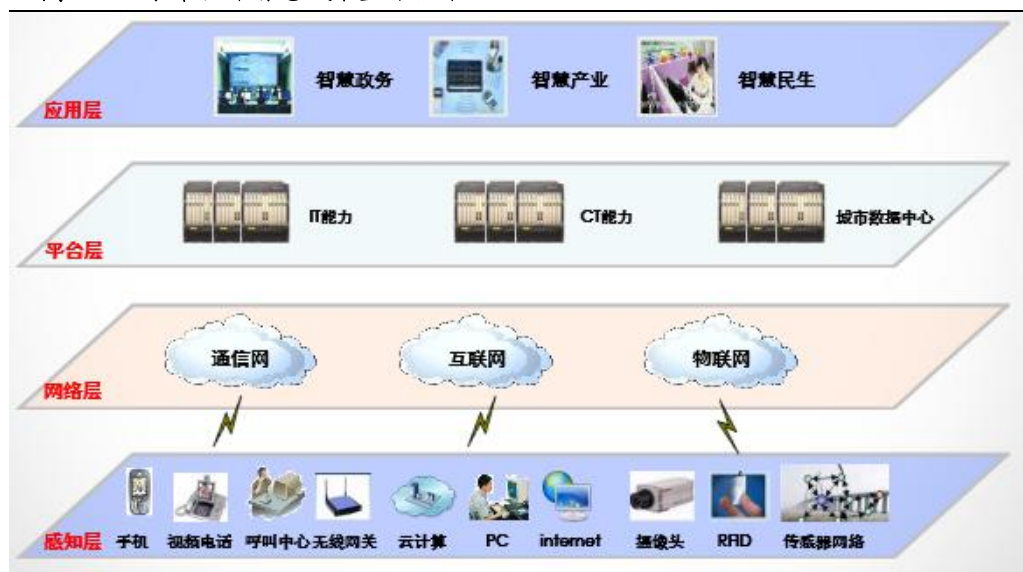 智慧政务 智慧产业 智慧民生
应用层
IT能力 CT能力 城市数据中心
平台层
通信网 互联网 物联网
网络层
感知层 手机 视频电话 呼叫中心 无线网关 云计算 PC internet 摄像头 RFID 传感器网络